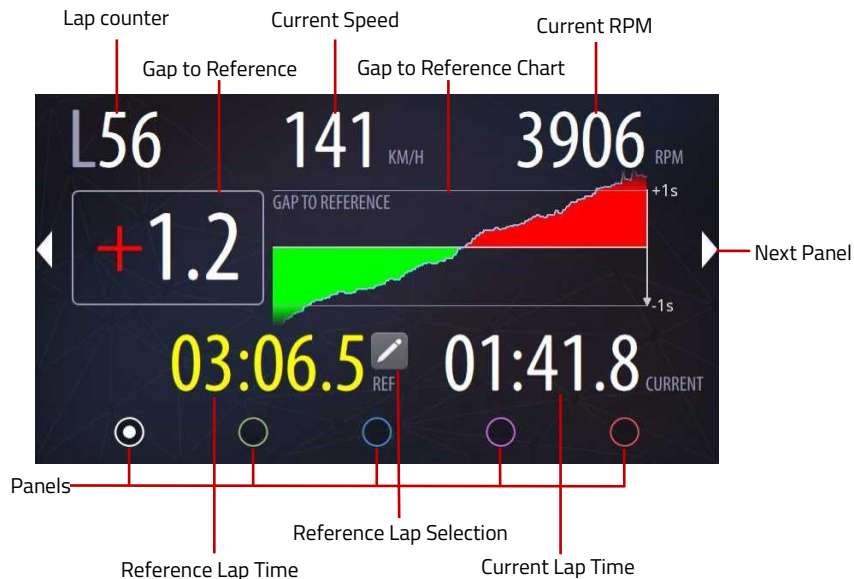 Lap counter
Current Speed
Current RPM
Gap to Reference
Gap to Reference Chart
L56
141 KM/H
3906 RPM
GAP TO REFERENCE
+1s
+1.2
Next Panel
-1s
03:06.5 REF
01:41.8 CURRENT
Panels
Reference Lap Selection
Reference Lap Time
Current Lap Time